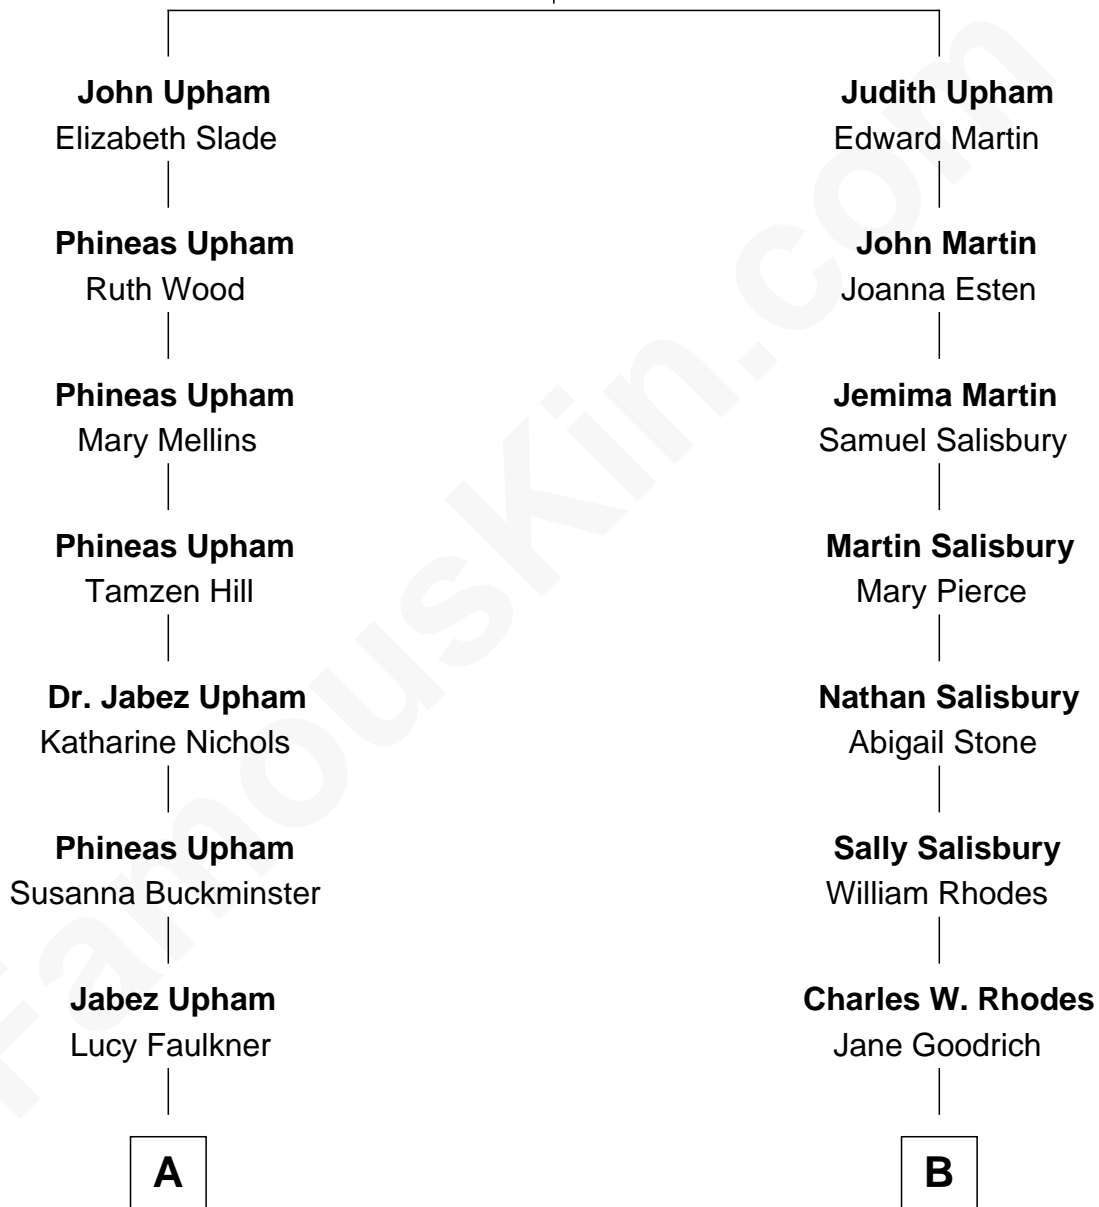 John Upham
Elizabeth Slade
Phineas Upham
Ruth Wood
Phineas Upham
Mary Mellins
Phineas Upham
Tamzen Hill
Dr. Jabez Upham
Katharine Nichols
Phineas Upham
Susanna Buckminster
Jabez Upham
Lucy Faulkner
A
Judith Upham
Edward Martin
John Martin
Joanna Esten
Jemima Martin
Samuel Salisbury
Martin Salisbury
Mary Pierce
Nathan Salisbury
Abigail Stone
Sally Salisbury
William Rhodes
Charles W. Rhodes
Jane Goodrich
B
FamousKin.com